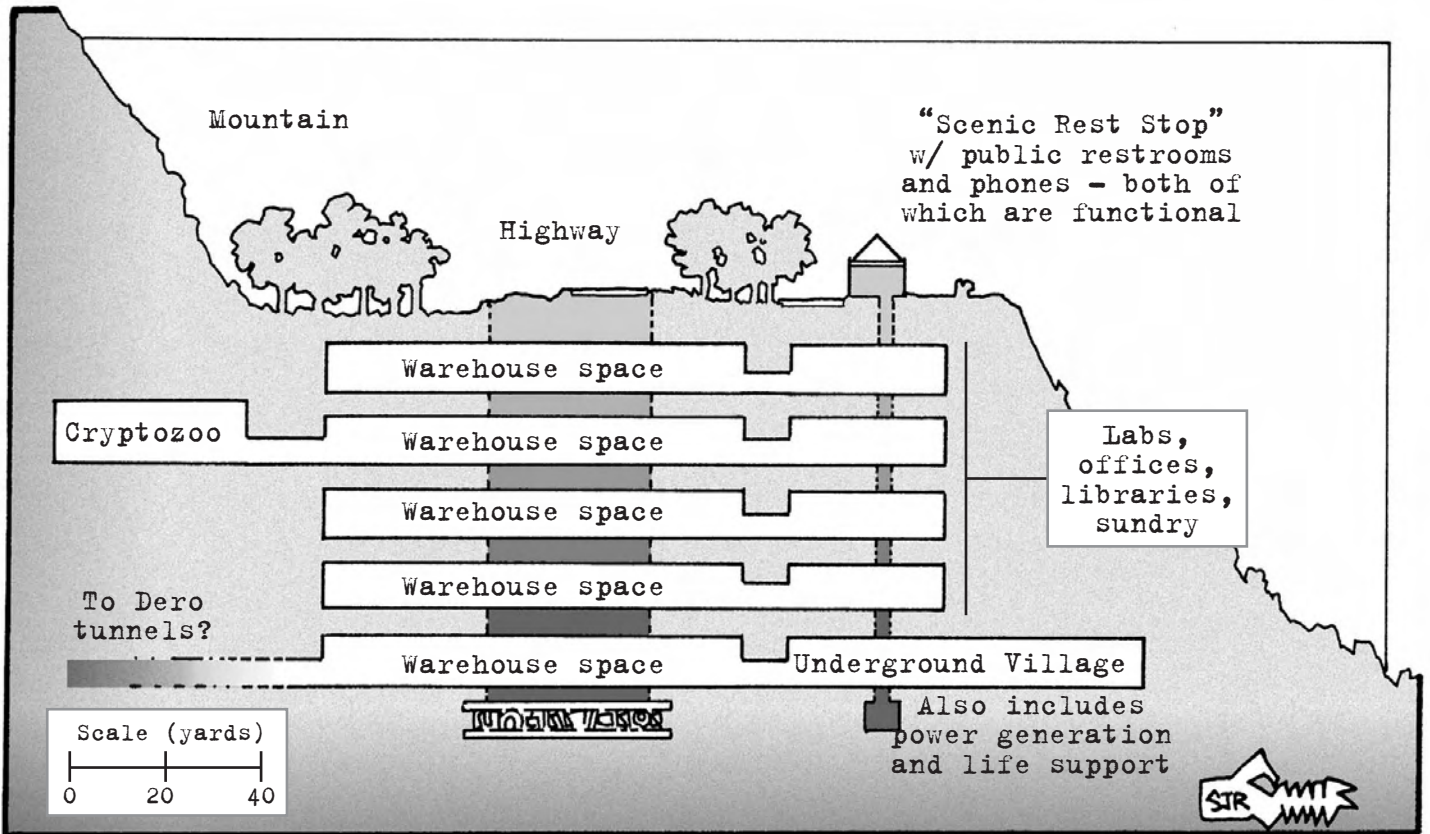 Mountain
“Scenic Rest Stop”
w/ public restrooms
and phones – both of
which are functional
Highway
Warehouse space
Cryptozoo
Warehouse space
Labs,
offices,
libraries,
sundry
Warehouse space
Warehouse space
To Dero
tunnels?
Warehouse space
Underground Village
Also includes
power generation
and life support
Scale (yards)
0 20 40
SJR